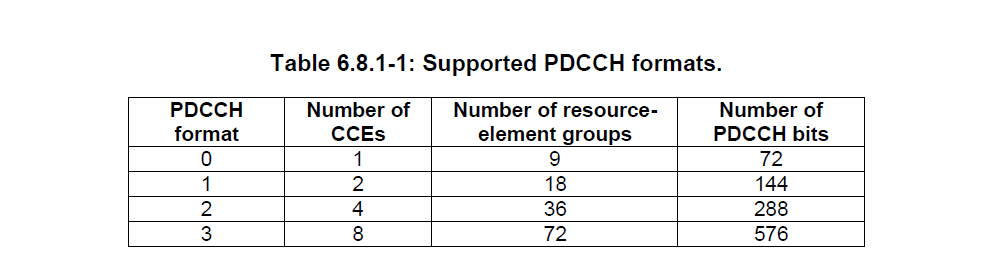 Table 6.8.1-1: Supported PDCCH formats.
PDCCH format | Number of CCEs | Number of resource-element groups | Number of PDCCH bits
0 | 1 | 9 | 72
1 | 2 | 18 | 144
2 | 4 | 36 | 288
3 | 8 | 72 | 576